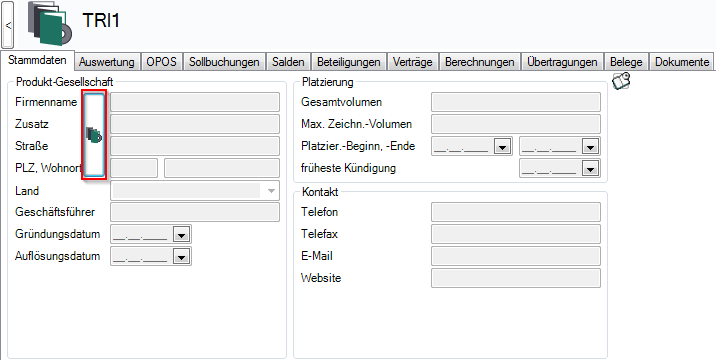 <
TRI1
Stammdaten Auswertung OPOS Sollbuchungen Salden Beteiligungen Verträge Berechnungen Übertragungen Belege Dokumente
Produkt-Gesellschaft
Firmenname
Zusatz
Straße
PLZ, Wohnort
Land
Geschäftsführer
Gründungsdatum __.__.____
Auflösungsdatum __.__.____
Platzierung
Gesamtvolumen
Max. Zeichn.-Volumen
Platzier.-Beginn, -Ende __.__.____ __.__.____
früheste Kündigung __.__.____
Kontakt
Telefon
Telefax
E-Mail
Website